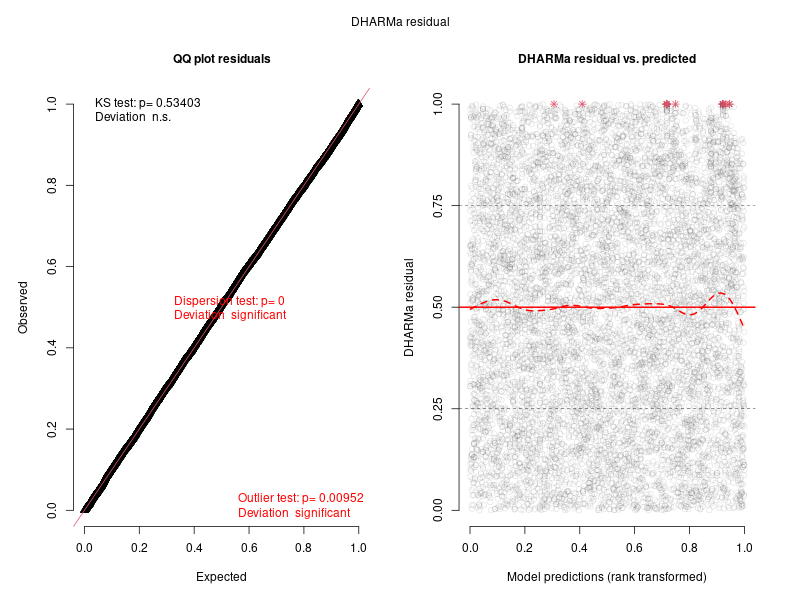 DHARMa residual
QQ plot residuals
KS test: p= 0.53403
Deviation  n.s.
Dispersion test: p= 0
Deviation  significant
Outlier test: p= 0.00952
Deviation  significant
Observed
0.0
0.2
0.4
0.6
0.8
1.0
0.0
0.2
0.4
0.6
0.8
1.0
Expected
DHARMa residual vs. predicted
DHARMa residual
0.00
0.25
0.50
0.75
1.00
0.0
0.2
0.4
0.6
0.8
1.0
Model predictions (rank transformed)